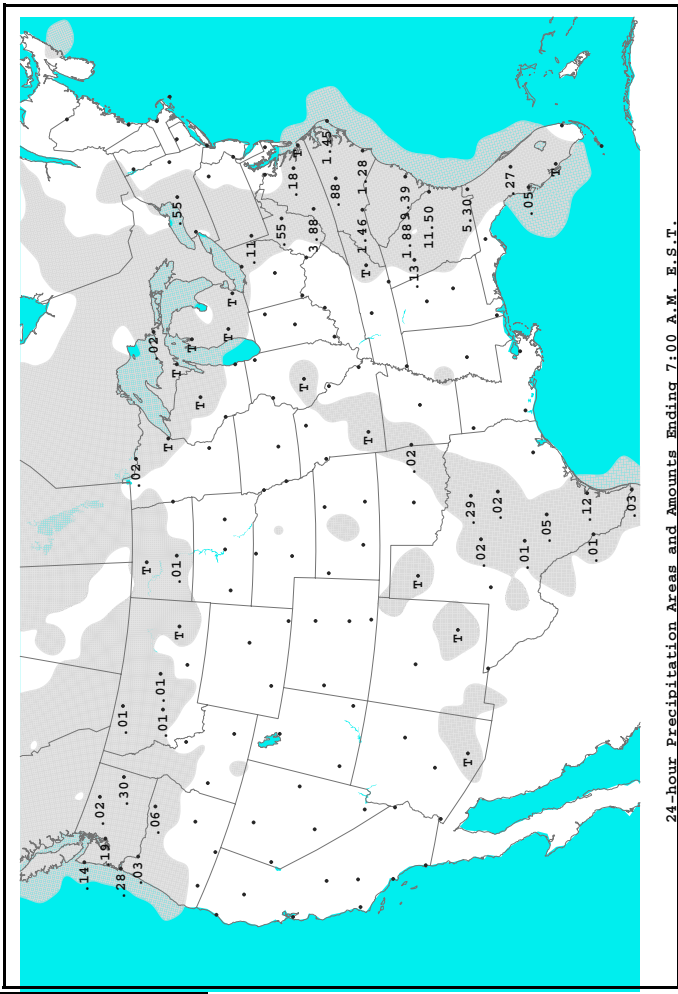 .14
.02
.19
.28
.30
.01
.03
.02
T
.02
.06
.01
.01
T
.01
T
.55
T
T
T
T
T
.11
.55
.18
T
T
3.88
1.45
.88
1.46
1.28
T
T
1.88
9.39
.02
.13
T
11.50
T
T
5.30
.29
.02
.02
.27
.01
.05
.05
T
.12
.01
.03
24-hour Precipitation Areas and Amounts Ending 7:00 A.M. E.S.T.